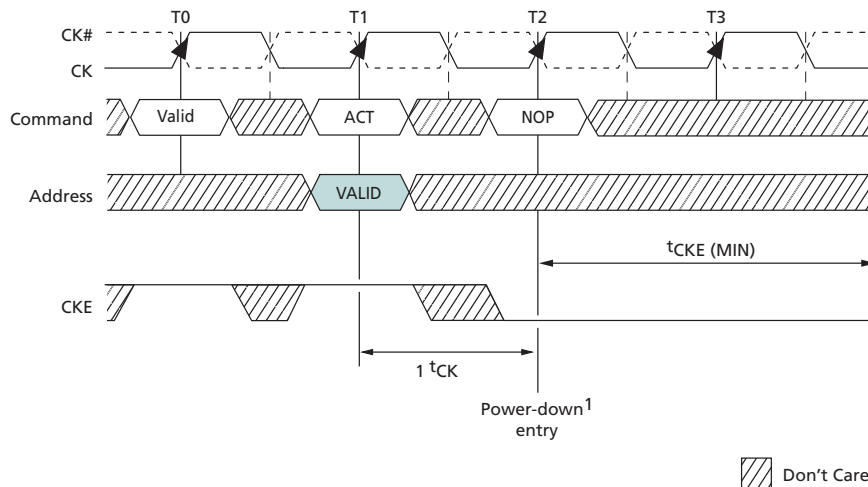 T0 T1 T2 T3
CK#
CK
Command Valid ACT NOP
Address VALID
tCKE (MIN)
CKE
1 tCK
Power-down1
entry
Don't Care